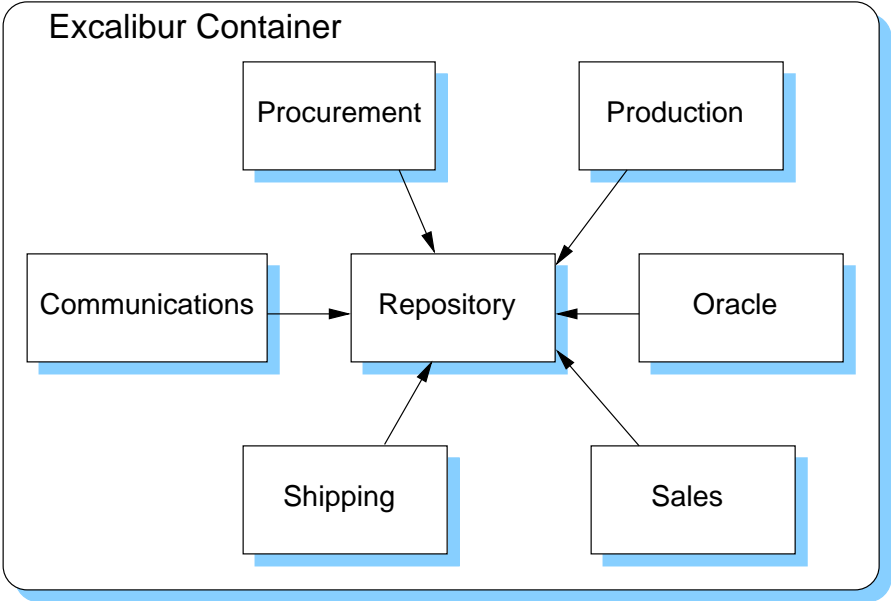 Excalibur Container
Procurement
Production
Communications
Repository
Oracle
Shipping
Sales